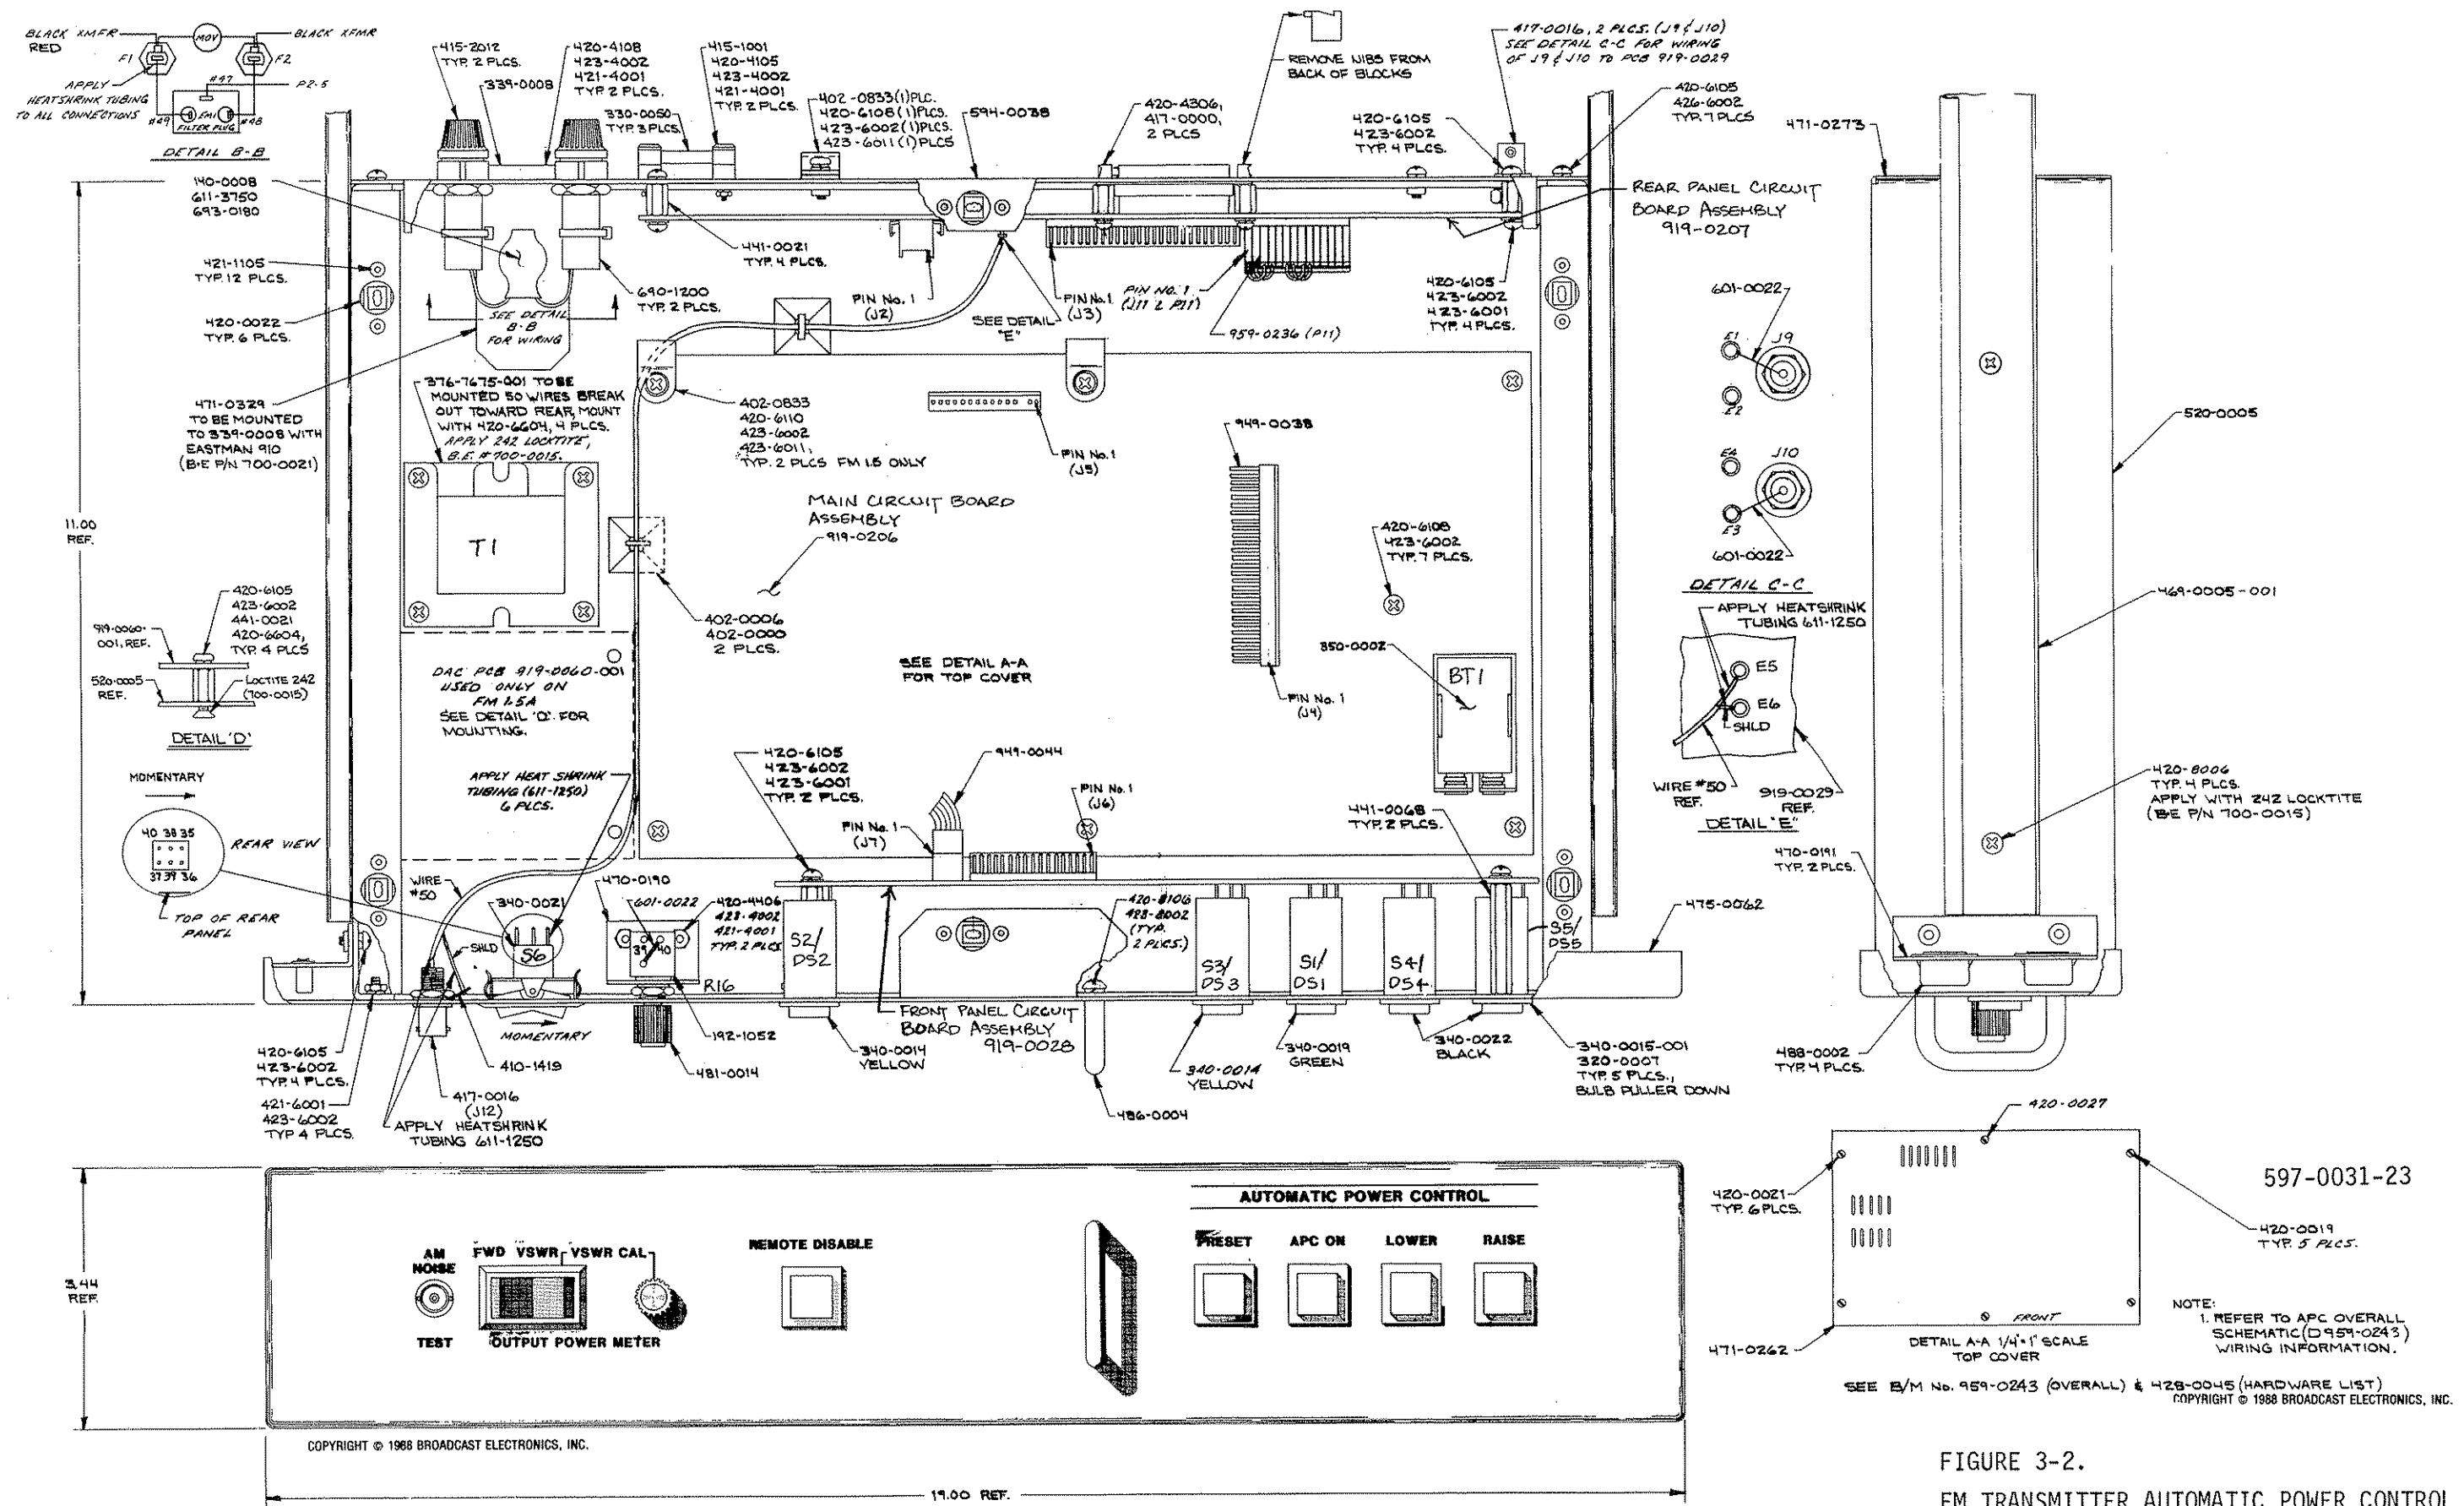 BLACK XMFR
RED
MOV
BLACK XFMR
F1
F2
APPLY
HEATSHRINK TUBING
TO ALL CONNECTIONS
#47
P2-5
#49
EMI
#48
FILTER PLUG
DETAIL B-B
415-2012
TYP. 2 PLCS.
339-0008
420-4108
423-4002
421-4001
TYP. 2 PLCS.
415-1001
420-4105
423-4002
421-4001
TYP. 2 PLCS.
330-0050
TYP. 3 PLCS.
402-0833(1)PLC.
420-6108(1)PLCS.
423-6002(1)PLCS.
423-6011(1)PLCS
594-0038
420-4306,
417-0000,
2 PLCS
REMOVE NIBS FROM
BACK OF BLOCKS
417-0016, 2 PLCS. (J9 & J10)
SEE DETAIL C-C FOR WIRING
OF J9 & J10 TO PCB 919-0029
420-6105
423-6002
TYP. 4 PLCS.
420-6105
426-6002
TYP. 7 PLCS
471-0273
140-0008
611-3750
693-0180
421-1105
TYP. 12 PLCS.
420-0022
TYP. 6 PLCS.
441-0021
TYP. 4 PLCS.
690-1200
TYP. 2 PLCS.
SEE DETAIL
B-B
FOR WIRING
PIN No. 1
(J2)
SEE DETAIL
"E"
PIN No. 1
(J3)
PIN No. 1
(J11 & P11)
959-0236 (P11)
REAR PANEL CIRCUIT
BOARD ASSEMBLY
919-0207
420-6105
423-6002
423-6001
TYP. 4 PLCS.
471-0329
TO BE MOUNTED
TO 339-0008 WITH
EASTMAN 910
(B.E P/N 700-0021)
376-7675-001 TO BE
MOUNTED SO WIRES BREAK
OUT TOWARD REAR, MOUNT
WITH 420-6604, 4 PLCS.
APPLY 242 LOCKTITE,
B.E. # 700-0015.
402-0833
420-6110
423-6002
423-6011,
TYP. 2 PLCS FM 1.5 ONLY
PIN No. 1
(J5)
949-0038
MAIN CIRCUIT BOARD
ASSEMBLY
919-0206
T1
402-0006
402-0000
2 PLCS.
420-6108
423-6002
TYP. 7 PLCS.
350-0002
BT1
SEE DETAIL A-A
FOR TOP COVER
PIN No. 1
(J4)
11.00
REF.
420-6105
423-6002
441-0021
420-6604,
TYP. 4 PLCS
919-0060-
001, REF.
520-0005
REF.
LOCTITE 242
(700-0015)
DETAIL 'D'
DAC PCB 919-0060-001
USED ONLY ON
FM 1.5A
SEE DETAIL 'D' FOR
MOUNTING.
MOMENTARY
40 38 35
37 39 36
REAR VIEW
TOP OF REAR
PANEL
APPLY HEAT SHRINK
TUBING (611-1250)
6 PLCS.
420-6105
423-6002
423-6001
TYP. 2 PLCS.
949-0044
PIN No. 1
(J7)
PIN No. 1
(J6)
441-0068
TYP. 2 PLCS.
601-0022
E1
J9
E2
E4
J10
E3
601-0022
DETAIL C-C
APPLY HEATSHRINK
TUBING 611-1250
E5
E6
SHLD
WIRE #50
REF.
919-0029
REF.
DETAIL "E"
520-0005
469-0005-001
420-8006
TYP. 4 PLCS.
APPLY WITH 242 LOCKTITE
(BE P/N 700-0015)
470-0191
TYP. 2 PLCS.
475-0062
488-0002
TYP. 4 PLCS.
WIRE
#50
SHLD
340-0021
S6
470-0190
601-0022
39 40
420-4406
423-4002
421-4001
TYP. 2 PLCS
R16
S2/
DS2
420-8106
423-8002
(TYP.
2 PLCS.)
S3/
DS3
S1/
DS1
S4/
DS4
S5/
DS5
420-6105
423-6002
TYP. 4 PLCS.
421-6001
423-6002
TYP 4 PLCS.
410-1419
417-0016
(J12)
APPLY HEATSHRINK
TUBING 611-1250
MOMENTARY
192-1052
481-0014
340-0014
YELLOW
FRONT PANEL CIRCUIT
BOARD ASSEMBLY
919-0028
486-0004
340-0014
YELLOW
340-0019
GREEN
340-0022
BLACK
340-0015-001
320-0007
TYP. 5 PLCS.,
BULB PULLER DOWN
3.44
REF.
AM
NOISE
TEST
FWD VSWR VSWR CAL
OUTPUT POWER METER
REMOTE DISABLE
AUTOMATIC POWER CONTROL
PRESET APC ON LOWER RAISE
COPYRIGHT © 1988 BROADCAST ELECTRONICS, INC.
19.00 REF.
420-0027
420-0021
TYP. 6 PLCS.
597-0031-23
420-0019
TYP. 5 PLCS.
FRONT
471-0262
DETAIL A-A 1/4"=1" SCALE
TOP COVER
NOTE:
1. REFER TO APC OVERALL
SCHEMATIC (D959-0243)
WIRING INFORMATION.
SEE B/M No. 959-0243 (OVERALL) & 428-0045 (HARDWARE LIST)
COPYRIGHT © 1988 BROADCAST ELECTRONICS, INC.
FIGURE 3-2.
FM TRANSMITTER AUTOMATIC POWER CONTROL